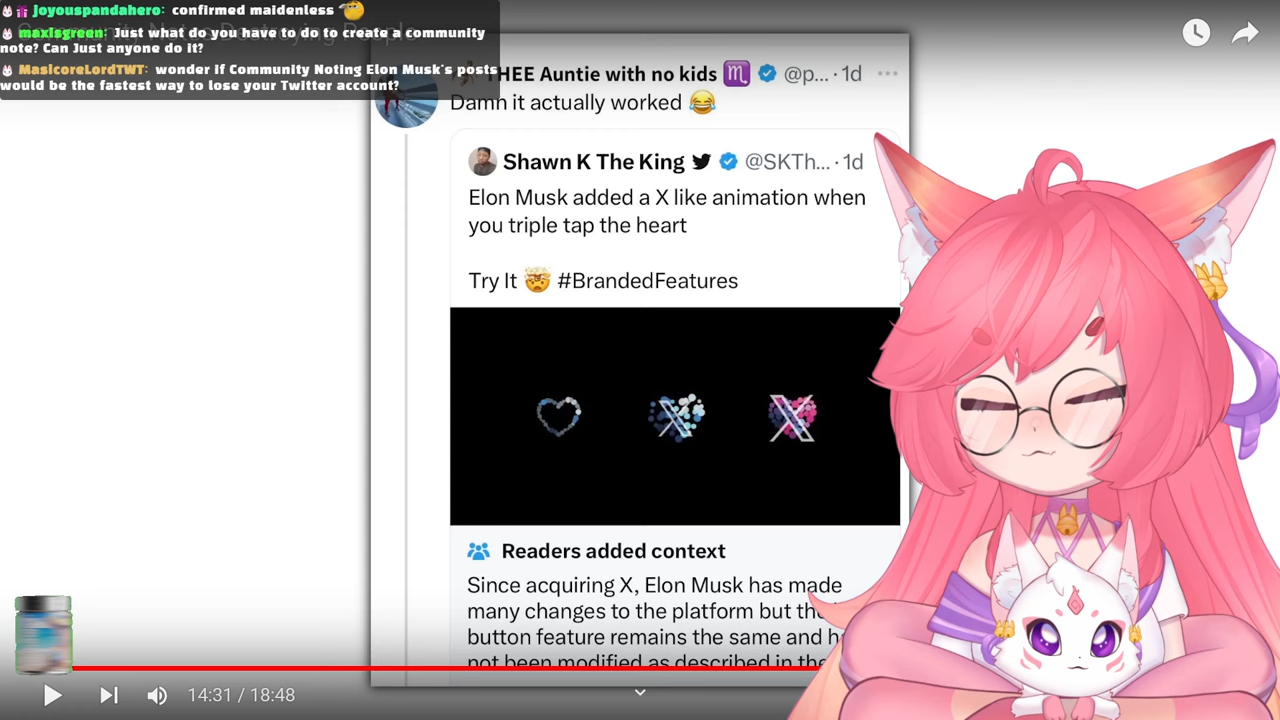 joyouspandahero: confirmed maidenless
maxisgreen: Just what do you have to do to create a community
note? Can Just anyone do it?
MasicoreLordTWT: wonder if Community Noting Elon Musk's posts
would be the fastest way to lose your Twitter account?
THEE Auntie with no kids ♏ @p... · 1d
Damn it actually worked 😂
Shawn K The King @SKTh... · 1d
Elon Musk added a X like animation when
you triple tap the heart
Try It 🤯 #BrandedFeatures
Readers added context
Since acquiring X, Elon Musk has made
many changes to the platform but the
button feature remains the same and
not been modified as described in the
14:31 / 18:48